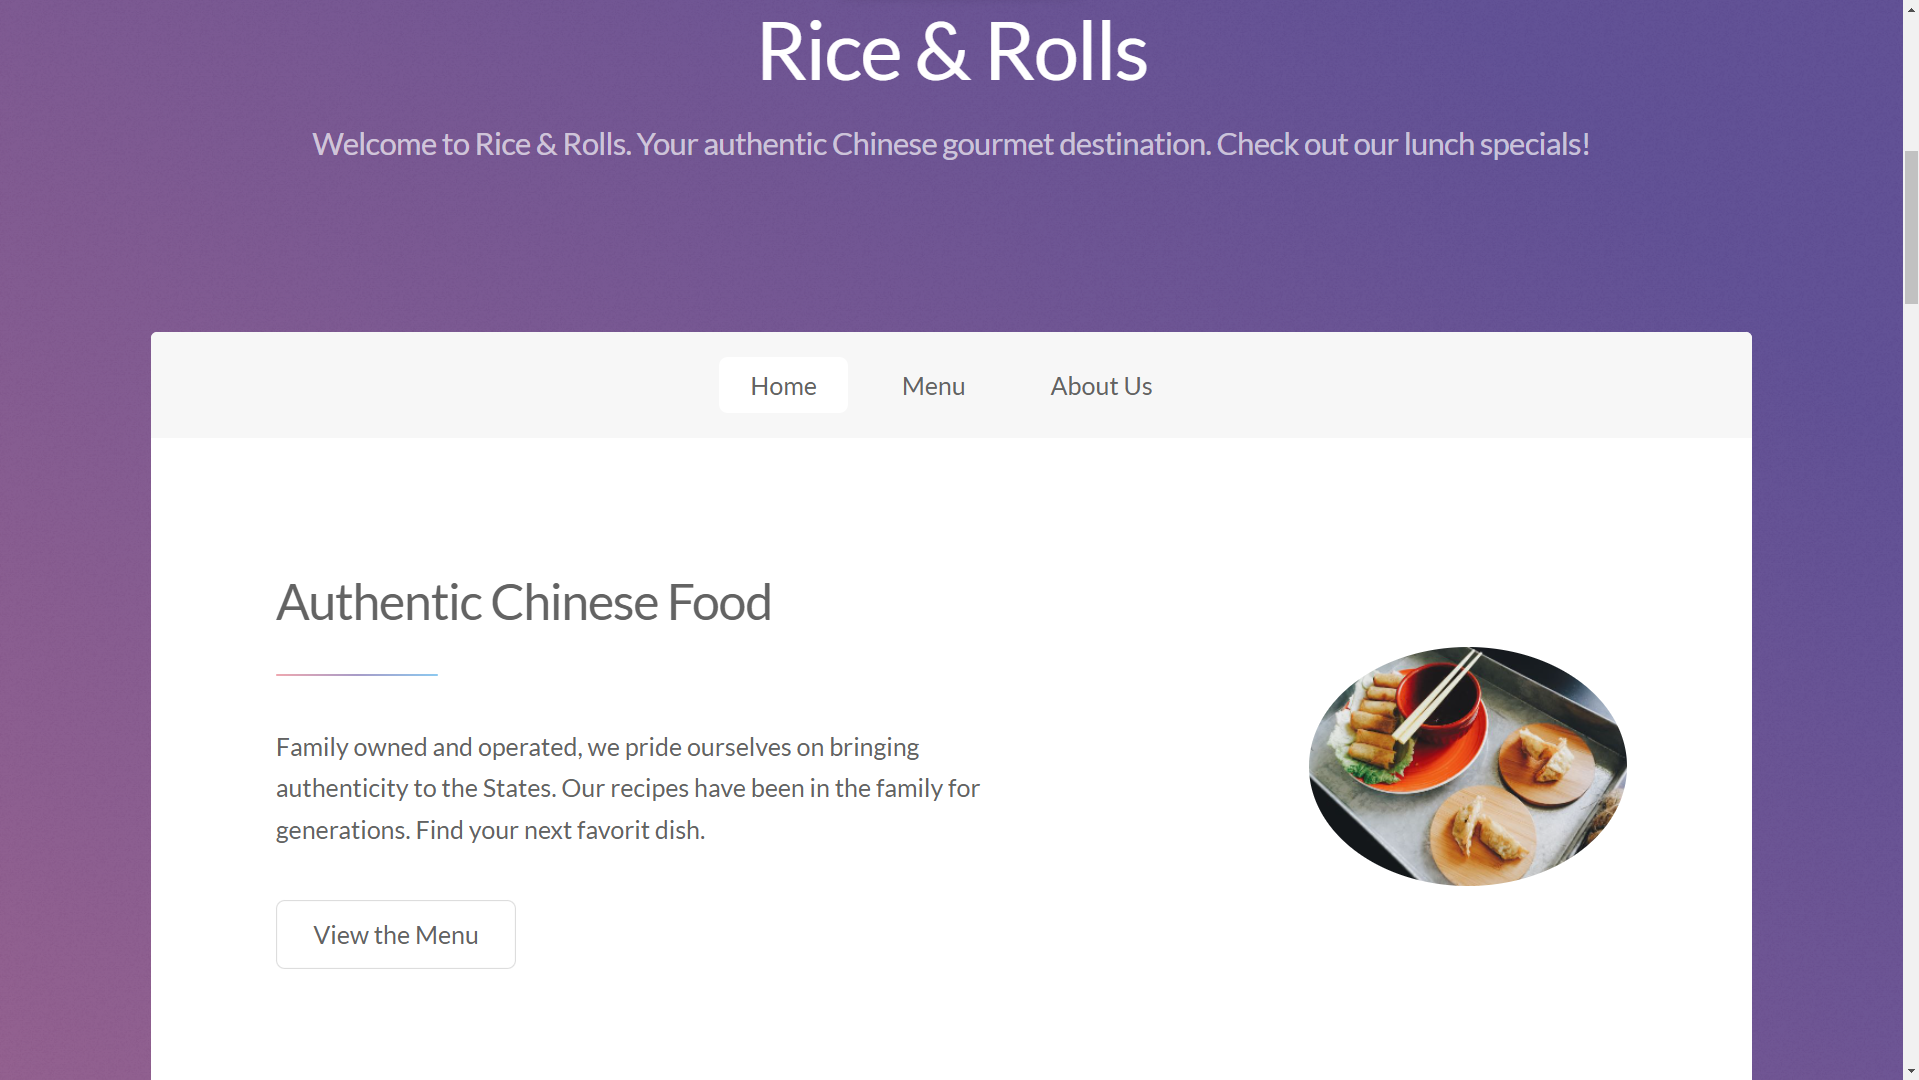 Rice & Rolls
Welcome to Rice & Rolls. Your authentic Chinese gourmet destination. Check out our lunch specials!
Home
Menu
About Us
Authentic Chinese Food
Family owned and operated, we pride ourselves on bringing
authenticity to the States. Our recipes have been in the family for
generations. Find your next favorit dish.
View the Menu